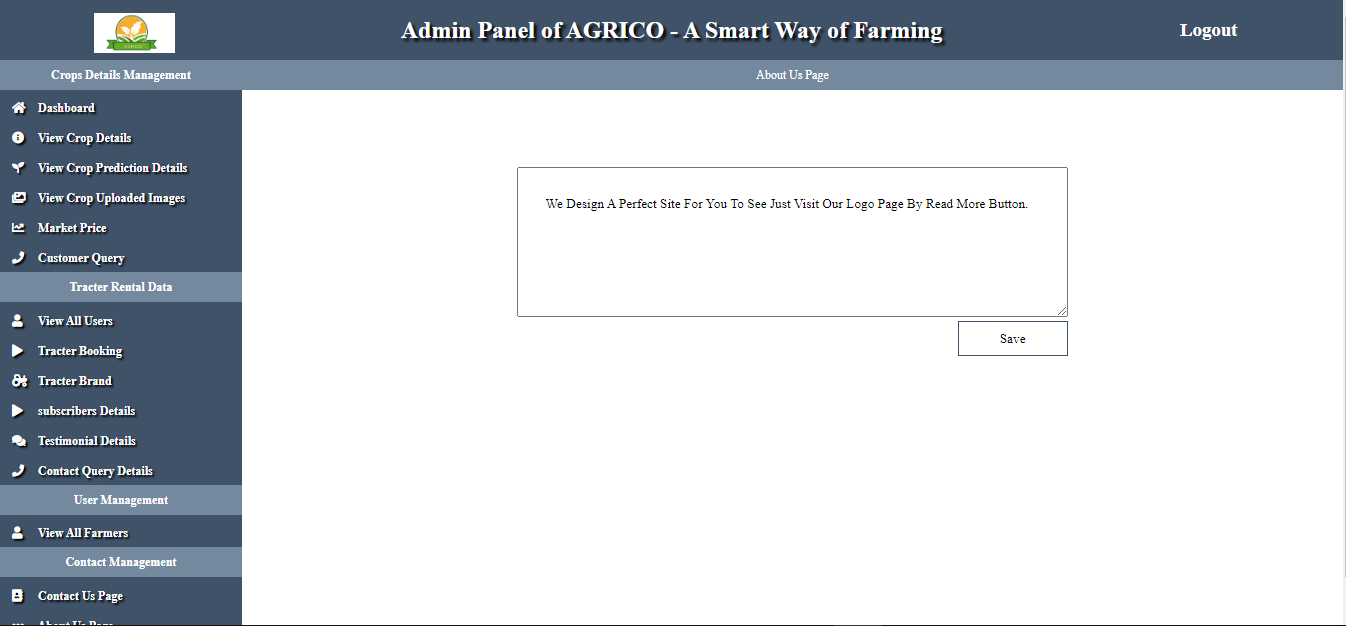 Admin Panel of AGRICO - A Smart Way of Farming
Logout
Crops Details Management
About Us Page
Dashboard
View Crop Details
View Crop Prediction Details
View Crop Uploaded Images
Market Price
Customer Query
Tracter Rental Data
View All Users
Tracter Booking
Tracter Brand
subscribers Details
Testimonial Details
Contact Query Details
User Management
View All Farmers
Contact Management
Contact Us Page
About Us Page
We Design A Perfect Site For You To See Just Visit Our Logo Page By Read More Button.
Save